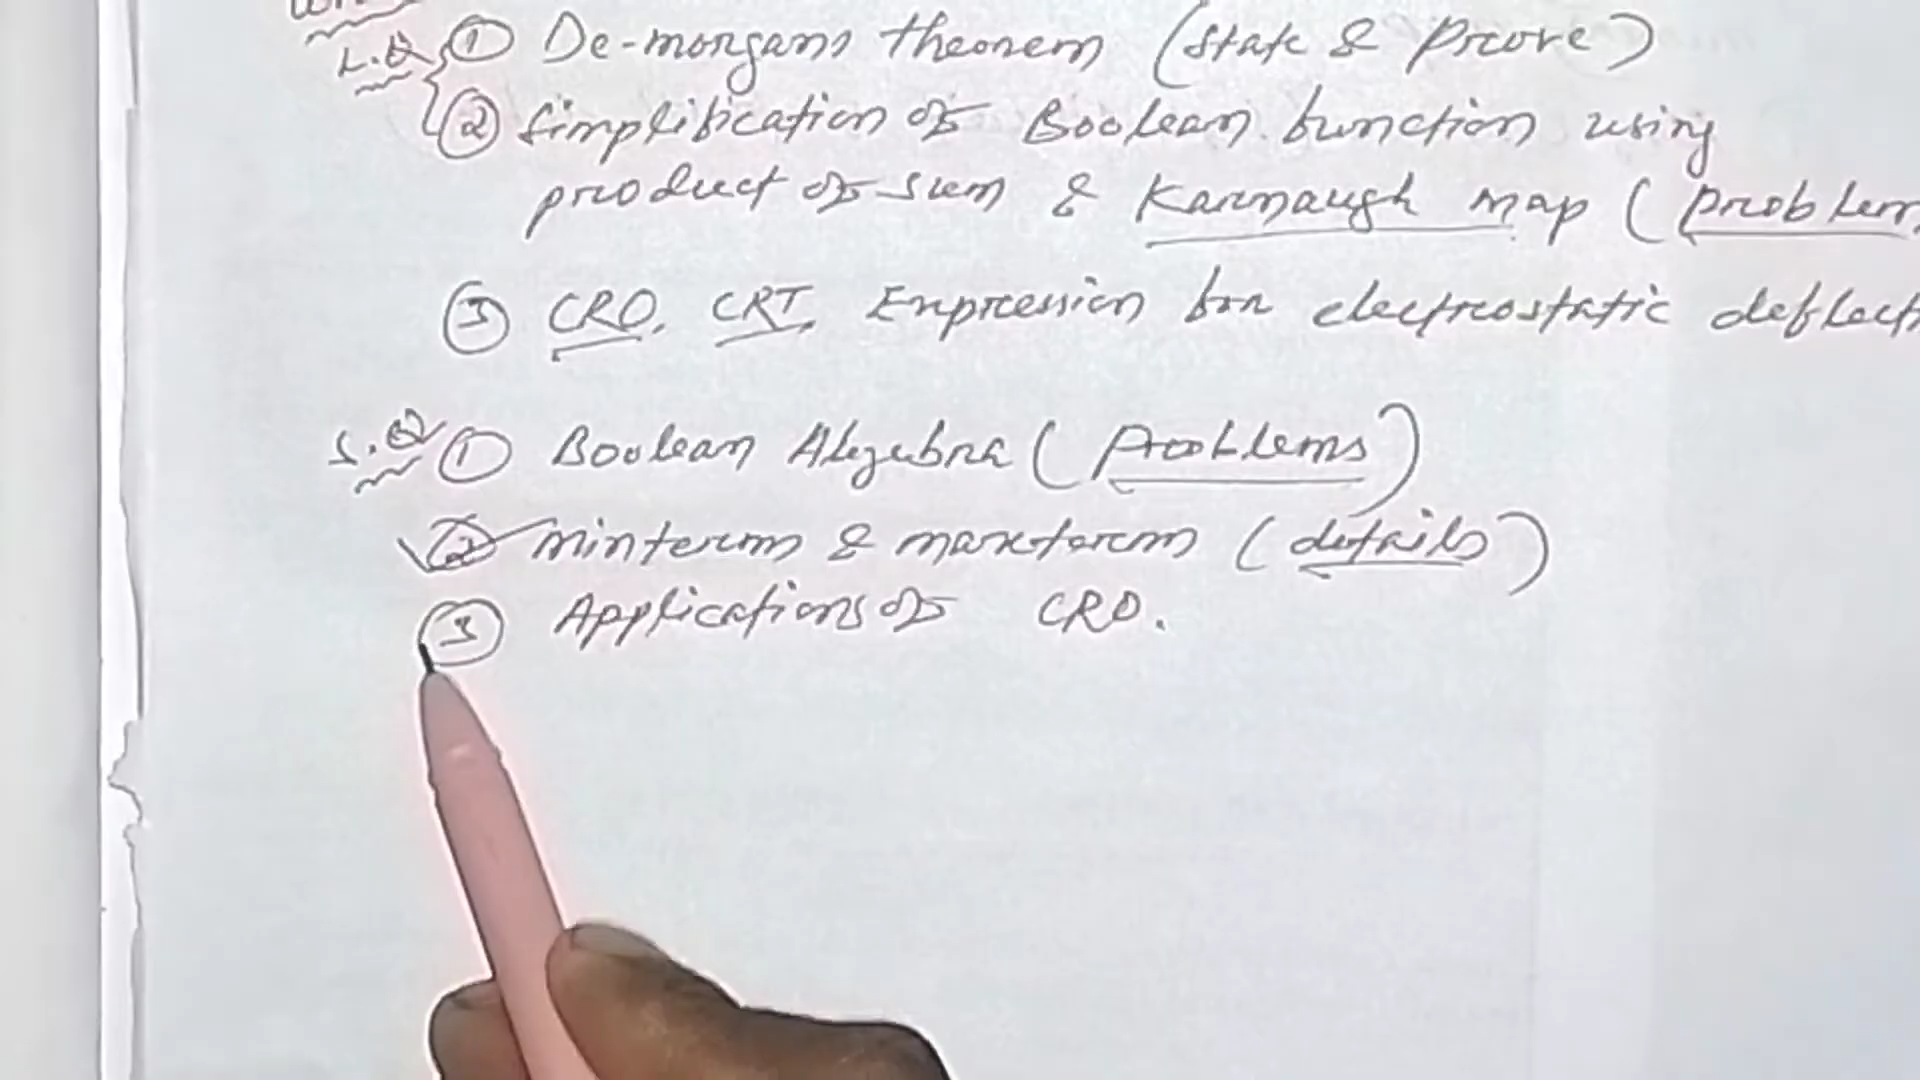 L.Q ① De-morgans theorem (State & Prove)
② Simplification of Boolean function using
product of sum & Karnaugh map (Problem
③ CRO, CRT, Expression for electrostatic deflect
S.Q ① Boolean Algebra (Problems)
② minterm & maxterm (details)
③ Applications of CRO.